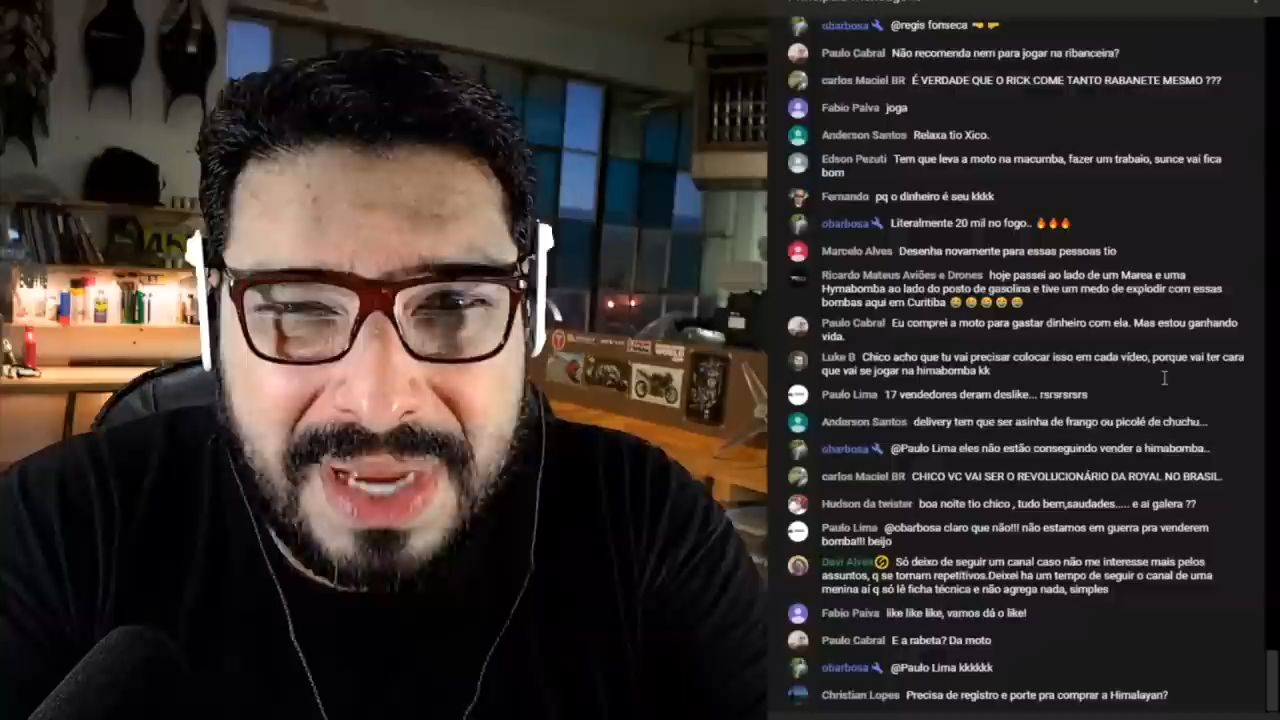 obarbosa @regis fonseca
Paulo Cabral Não recomenda nem para jogar na ribanceira?
carlos Maciel BR É VERDADE QUE O RICK COME TANTO RABANETE MESMO ???
Fabio Paiva joga
Anderson Santos Relaxa tio Xico.
Edson Pezuti Tem que leva a moto na macumba, fazer um trabaio, sunce vai fica
bom
Fernando pq o dinheiro é seu kkkk
obarbosa Literalmente 20 mil no fogo.. 🔥🔥🔥
Marcelo Alves Desenha novamente para essas pessoas tio
Ricardo Mateus Aviões e Drones hoje passei ao lado de um Marea e uma
Hymabomba ao lado do posto de gasolina e tive um medo de explodir com essas
bombas aqui em Curitiba 😂😂😂😂😂
Paulo Cabral Eu comprei a moto para gastar dinheiro com ela. Mas estou ganhando
vida.
Luke B Chico acho que tu vai precisar colocar isso em cada vídeo, porque vai ter cara
que vai se jogar na himabomba kk
Paulo Lima 17 vendedores deram deslike... rsrsrsrsrs
Anderson Santos delivery tem que ser asinha de frango ou picolé de chuchu...
obarbosa @Paulo Lima eles não estão conseguindo vender a himabomba..
carlos Maciel BR CHICO VC VAI SER O REVOLUCIONÁRIO DA ROYAL NO BRASIL.
Hudson da twister boa noite tio chico , tudo bem,saudades..... e ai galera ??
Paulo Lima @obarbosa claro que não!!! não estamos em guerra pra venderem
bomba!!! beijo
Davi Alves Só deixo de seguir um canal caso não me interesse mais pelos
assuntos, q se tornam repetitivos.Deixei ha um tempo de seguir o canal de uma
menina aí q só lê ficha técnica e não agrega nada, simples
Fabio Paiva like like like, vamos dá o like!
Paulo Cabral E a rabeta? Da moto
obarbosa @Paulo Lima kkkkkk
Christian Lopes Precisa de registro e porte pra comprar a Himalayan?